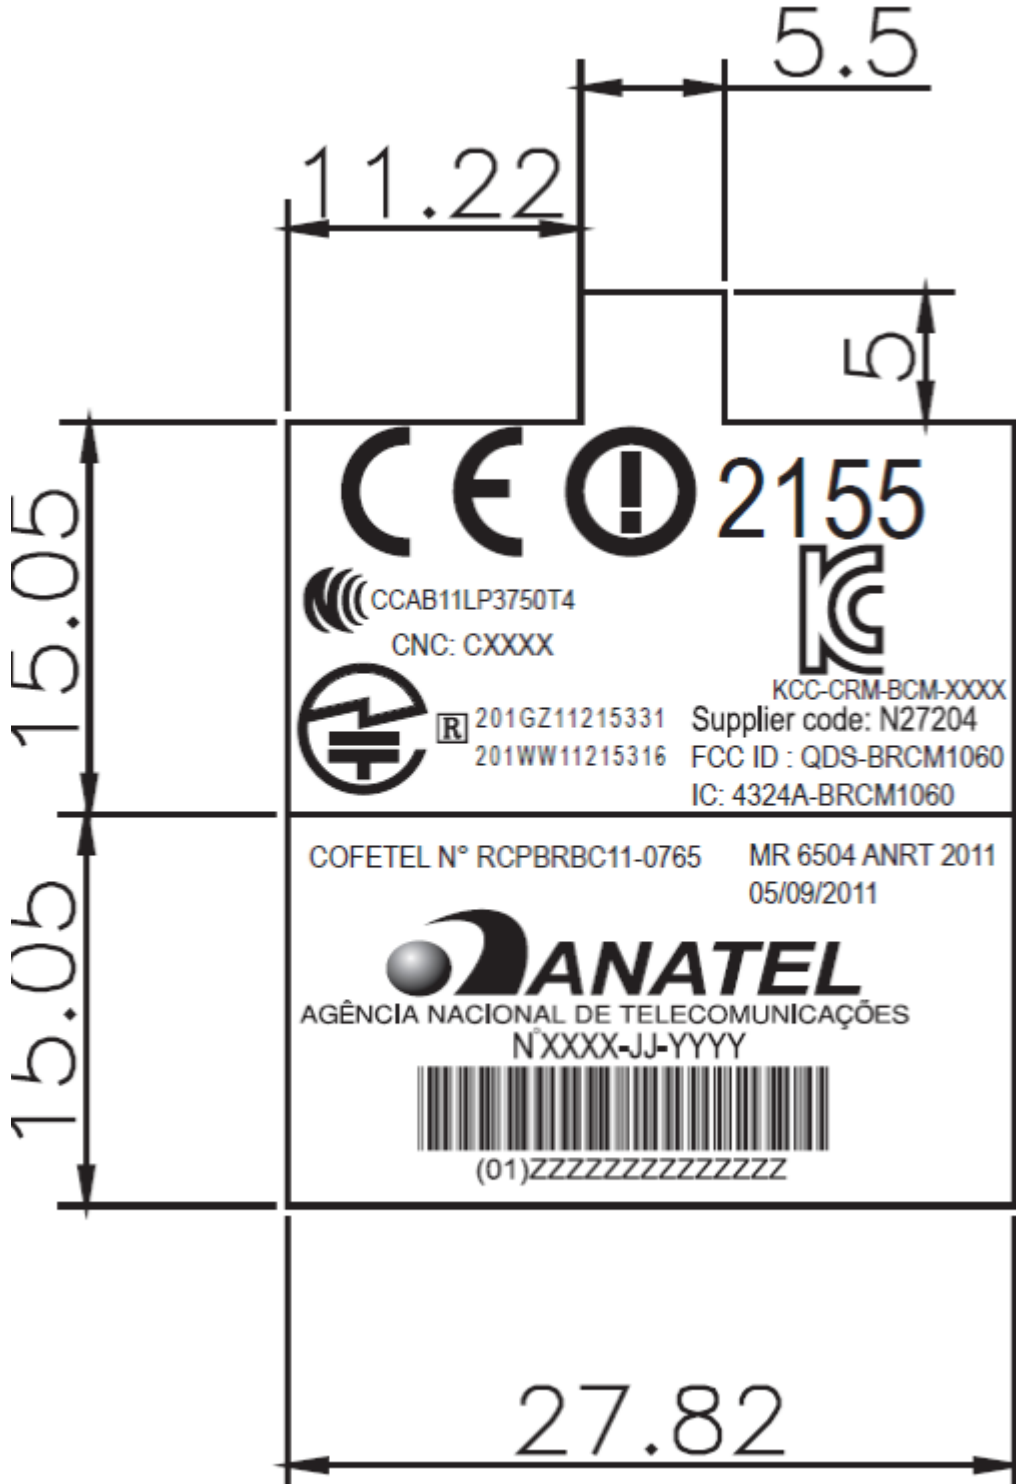 5.5
11.22
5
15.05
CE 2155
CCAB11LP3750T4
CNC: CXXXX
KCC-CRM-BCM-XXXX
R 201GZ11215331
201WW11215316
Supplier code: N27204
FCC ID : QDS-BRCM1060
IC: 4324A-BRCM1060
15.05
COFETEL N° RCPBRBC11-0765
MR 6504 ANRT 2011
05/09/2011
ANATEL
AGÊNCIA NACIONAL DE TELECOMUNICAÇÕES
N°XXXX-JJ-YYYY
(01)ZZZZZZZZZZZZZZ
27.82